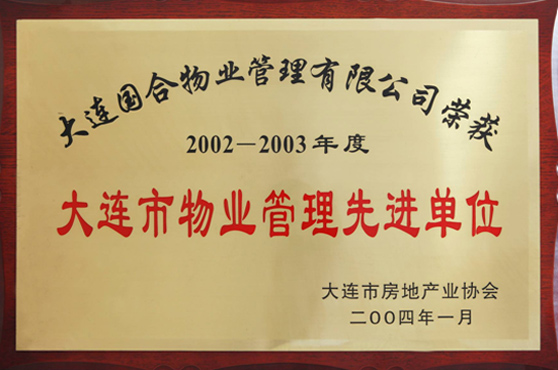 大连国合物业管理有限公司荣获
2002—2003年度
大连市物业管理先进单位
大连市房地产业协会
二OO四年一月